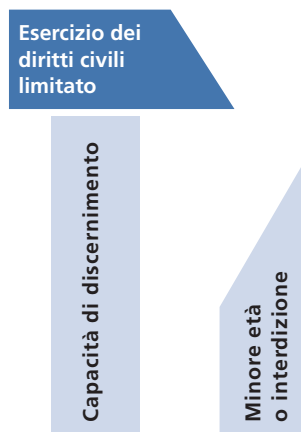 Esercizio dei
diritti civili
limitato
Capacità di discernimento
Minore età
o interdizione